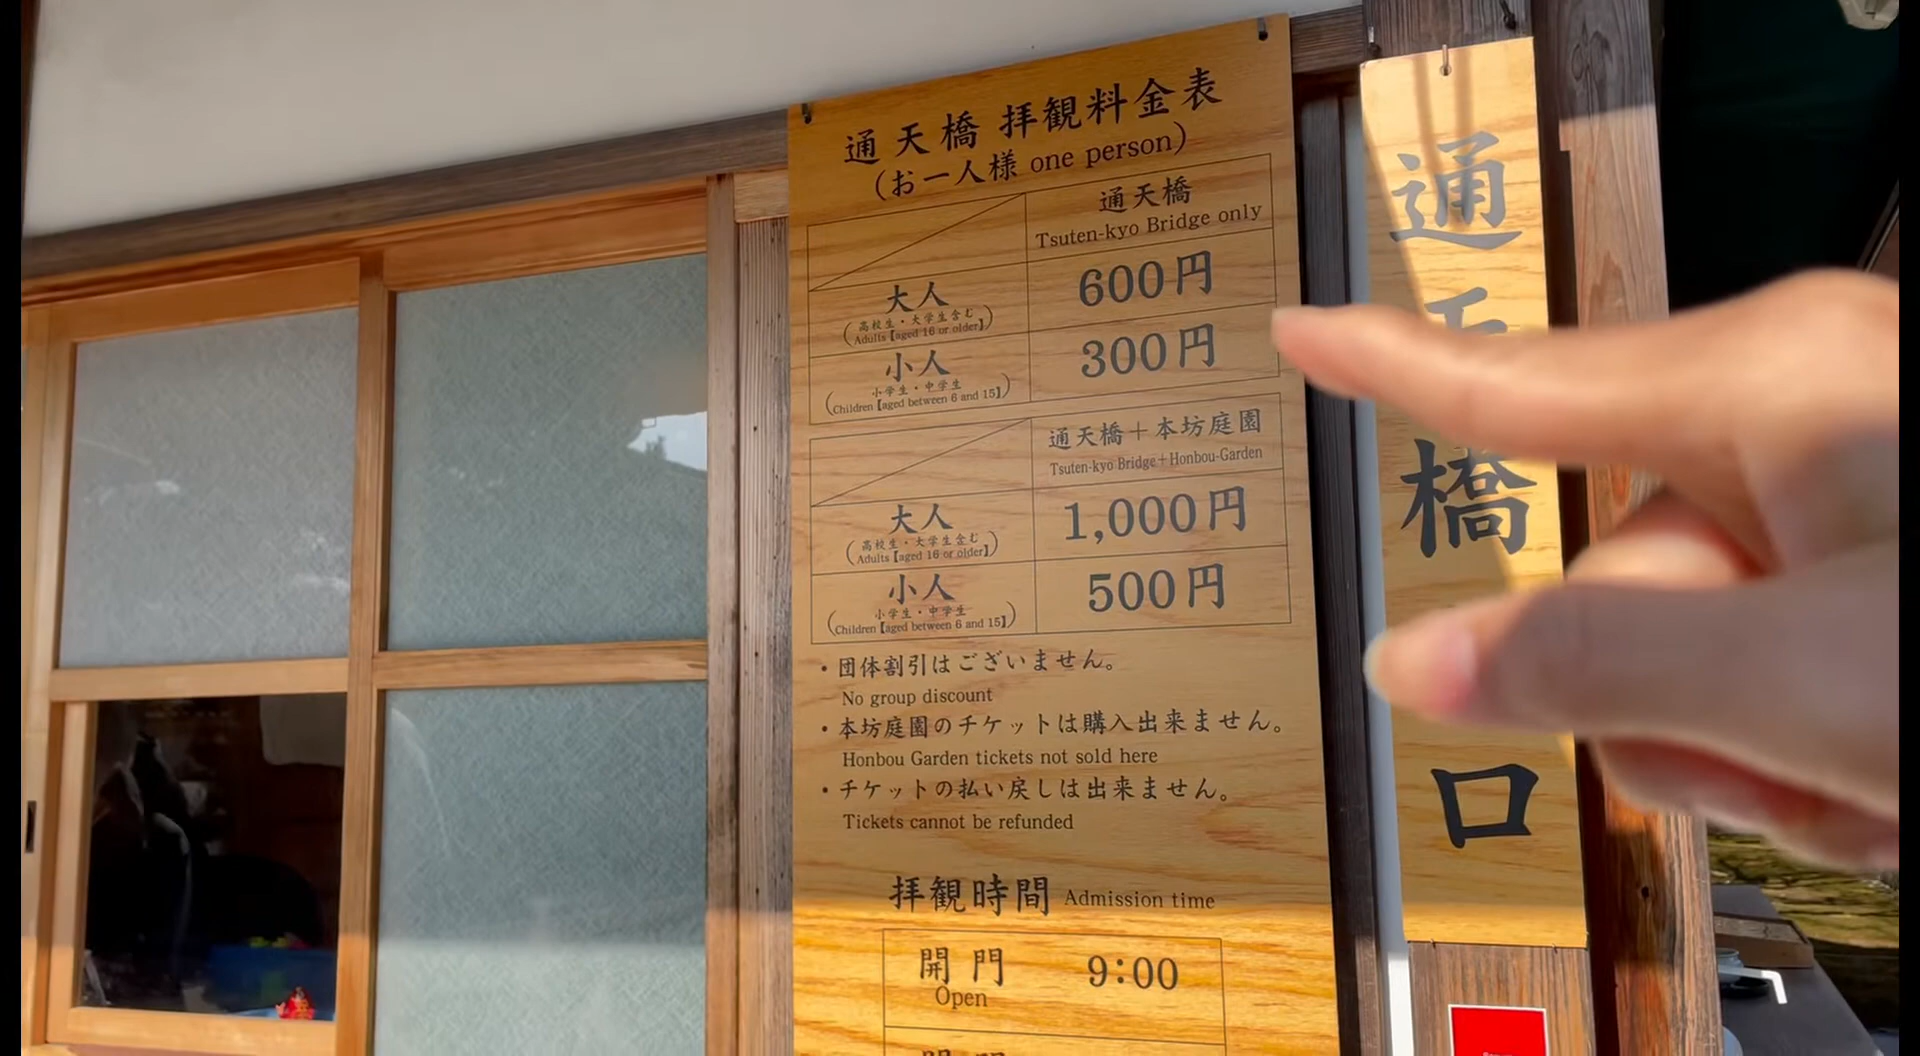 通天橋 拝観料金表
(お一人様 one person)
通天橋
Tsuten-kyo Bridge only
大人
(高校生・大学生含む
Adults【aged 16 or older】)
600円
小人
(小学生・中学生
Children【aged between 6 and 15】)
300円
通天橋+本坊庭園
Tsuten-kyo Bridge+Honbou-Garden
大人
(高校生・大学生含む
Adults【aged 16 or older】)
1,000円
小人
(小学生・中学生
Children【aged between 6 and 15】)
500円
・団体割引はございません。
No group discount
・本坊庭園のチケットは購入出来ません。
Honbou Garden tickets not sold here
・チケットの払い戻しは出来ません。
Tickets cannot be refunded
拝観時間 Admission time
開門 9:00
Open
通天橋口